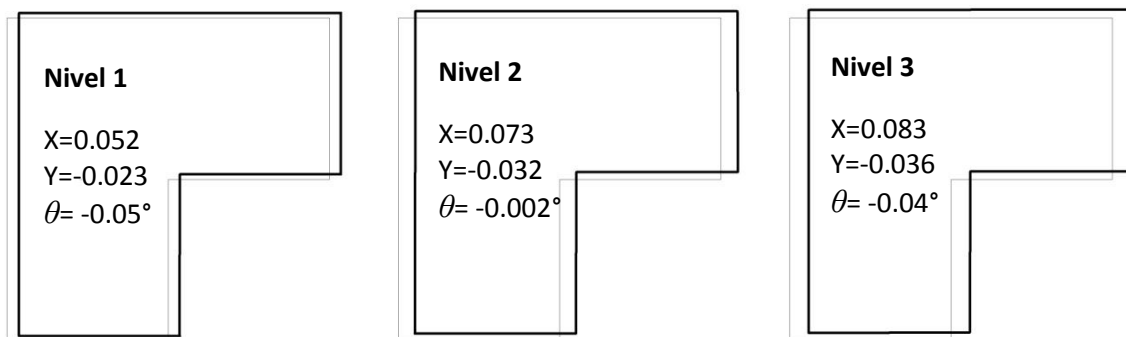 Nivel 1
X=0.052
Y=-0.023
θ= -0.05°
Nivel 2
X=0.073
Y=-0.032
θ= -0.002°
Nivel 3
X=0.083
Y=-0.036
θ= -0.04°